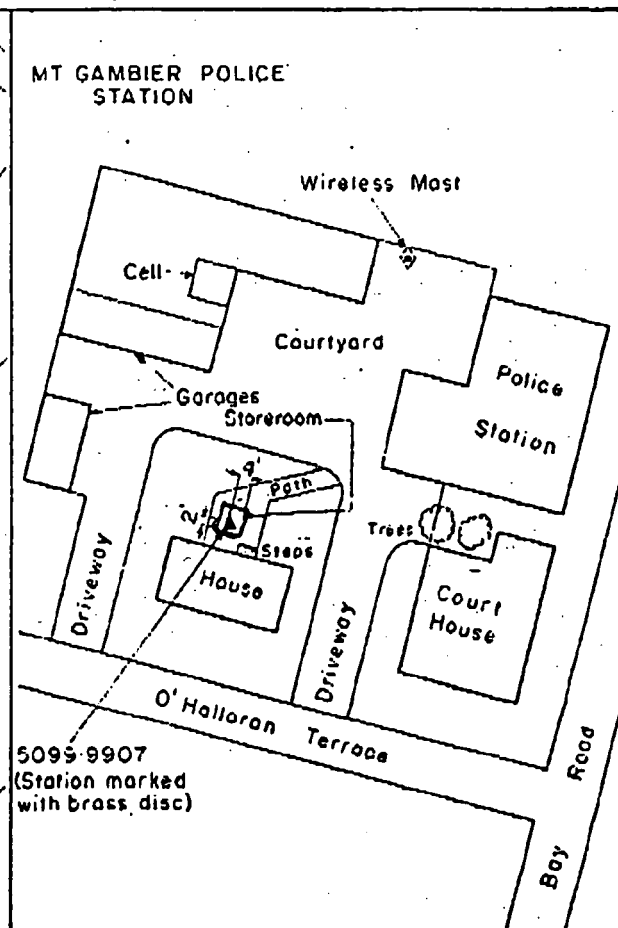 MT GAMBIER POLICE
STATION
Wireless Mast
Cell
Courtyard
Police
Station
Garages
Storeroom
4'
Path
2'
Steps
Trees
House
Court
House
Driveway
Driveway
O'Halloran Terrace
5099·9907
(Station marked
with brass disc)
Bay Road